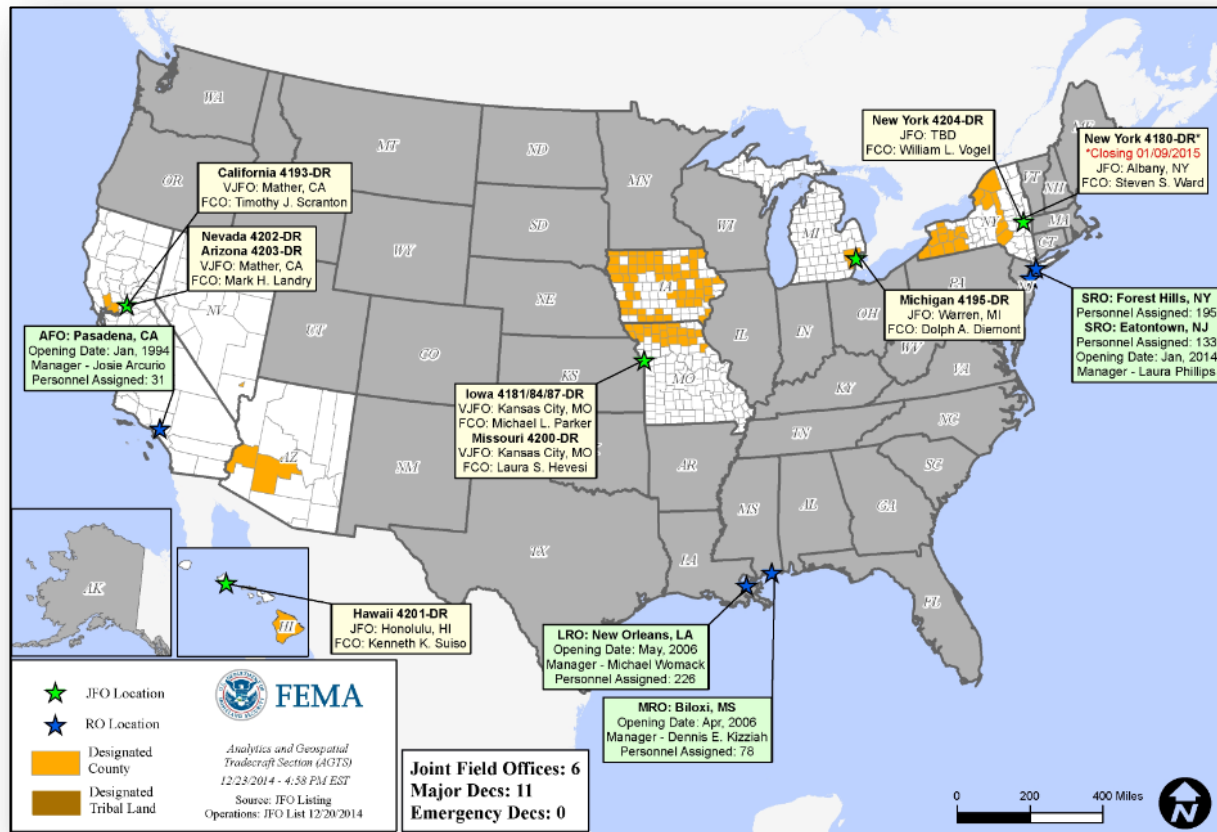 WA
OR
MT
ND
SD
MN
WI
WY
NE
NV
UT
CO
KS
IA
MO
IL
IN
MI
OH
KY
WV
VA
PA
NY
VT
NH
MA
CT
NC
TN
SC
GA
AL
MS
AR
LA
TX
NM
AZ
FL
AK
HI
New York 4204-DR
JFO: TBD
FCO: William L. Vogel
New York 4180-DR*
*Closing 01/09/2015
JFO: Albany, NY
FCO: Steven S. Ward
California 4193-DR
VJFO: Mather, CA
FCO: Timothy J. Scranton
Nevada 4202-DR
Arizona 4203-DR
VJFO: Mather, CA
FCO: Mark H. Landry
AFO: Pasadena, CA
Opening Date: Jan, 1994
Manager - Josie Arcurio
Personnel Assigned: 31
Michigan 4195-DR
JFO: Warren, MI
FCO: Dolph A. Diemont
SRO: Forest Hills, NY
Personnel Assigned: 195
SRO: Eatontown, NJ
Personnel Assigned: 133
Opening Date: Jan, 2014
Manager - Laura Phillips
Iowa 4181/84/87-DR
VJFO: Kansas City, MO
FCO: Michael L. Parker
Missouri 4200-DR
VJFO: Kansas City, MO
FCO: Laura S. Hevesi
Hawaii 4201-DR
JFO: Honolulu, HI
FCO: Kenneth K. Suiso
LRO: New Orleans, LA
Opening Date: May, 2006
Manager - Michael Womack
Personnel Assigned: 226
MRO: Biloxi, MS
Opening Date: Apr, 2006
Manager - Dennis E. Kizziah
Personnel Assigned: 78
JFO Location
RO Location
Designated
County
Designated
Tribal Land
FEMA
Analytics and Geospatial
Tradecraft Section (AGTS)
12/23/2014 - 4:58 PM EST
Source: JFO Listing
Operations: JFO List 12/20/2014
Joint Field Offices: 6
Major Decs: 11
Emergency Decs: 0
0 200 400 Miles
N